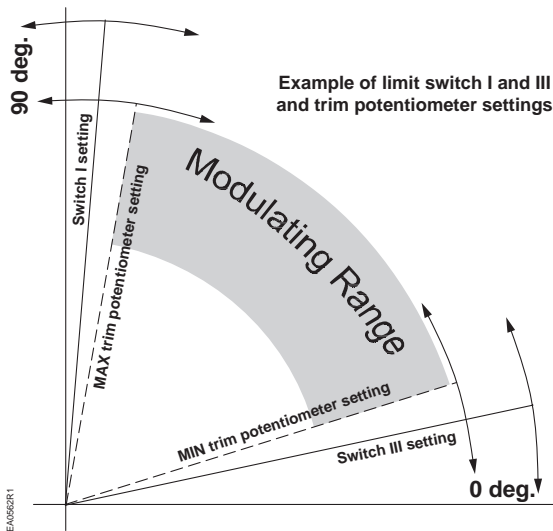 90 deg.
Example of limit switch I and III
and trim potentiometer settings
Switch I setting
MAX trim potentiometer setting
Modulating Range
MIN trim potentiometer setting
Switch III setting
0 deg.
EA0562R1